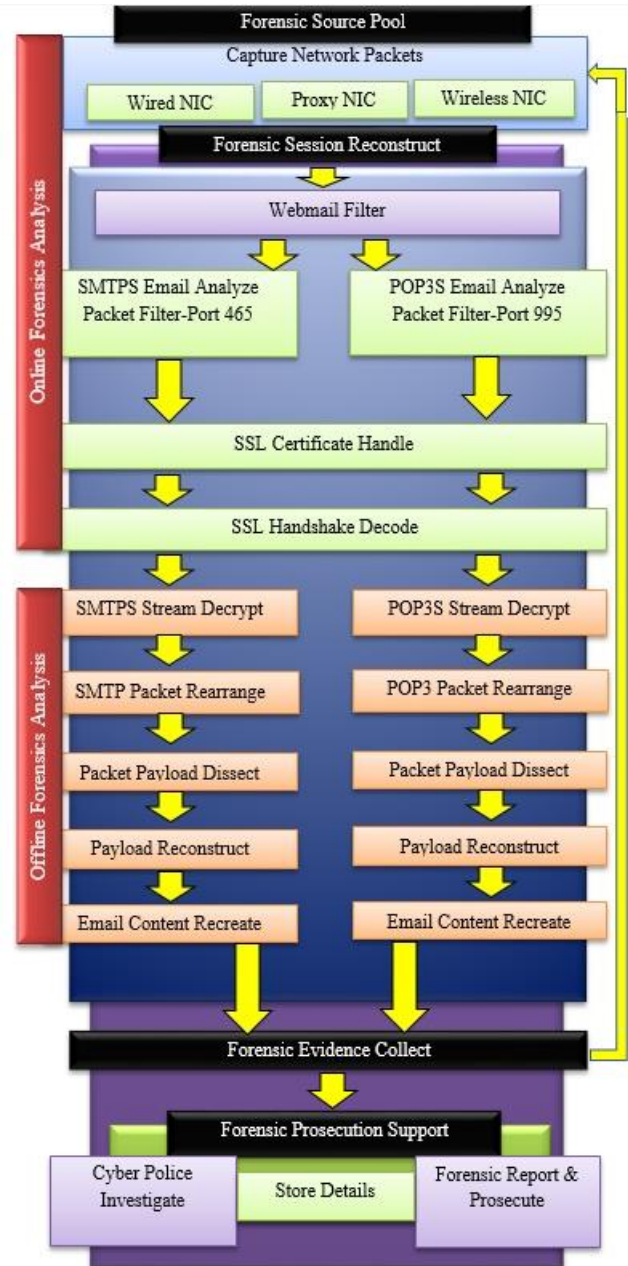 Forensic Source Pool
Capture Network Packets
Wired NIC
Proxy NIC
Wireless NIC
Forensic Session Reconstruct
Webmail Filter
SMTPS Email Analyze
Packet Filter-Port 465
POP3S Email Analyze
Packet Filter-Port 995
SSL Certificate Handle
SSL Handshake Decode
Online Forensics Analysis
SMTPS Stream Decrypt
POP3S Stream Decrypt
SMTP Packet Rearrange
POP3 Packet Rearrange
Packet Payload Dissect
Packet Payload Dissect
Payload Reconstruct
Payload Reconstruct
Email Content Recreate
Email Content Recreate
Offline Forensics Analysis
Forensic Evidence Collect
Forensic Prosecution Support
Cyber Police
Investigate
Store Details
Forensic Report &
Prosecute